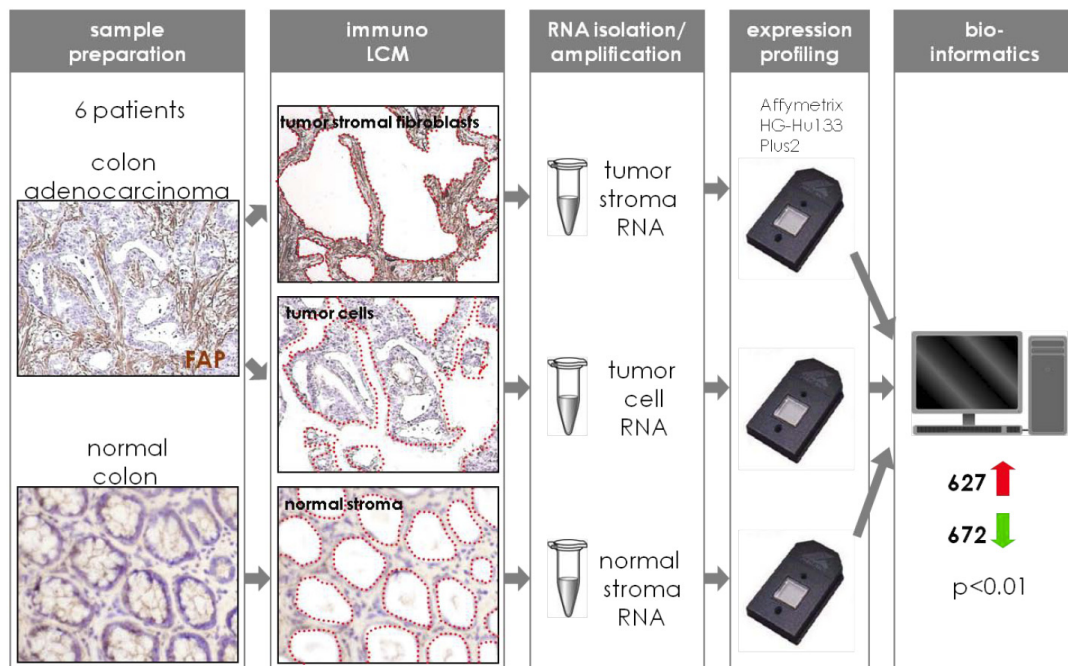 sample
preparation
immuno
LCM
RNA isolation/
amplification
expression
profiling
bio-
informatics
6 patients
colon
adenocarcinoma
FAP
normal
colon
tumor stromal fibroblasts
tumor cells
normal stroma
tumor
stroma
RNA
tumor
cell
RNA
normal
stroma
RNA
Affymetrix
HG-Hu133
Plus2
627
672
p<0.01